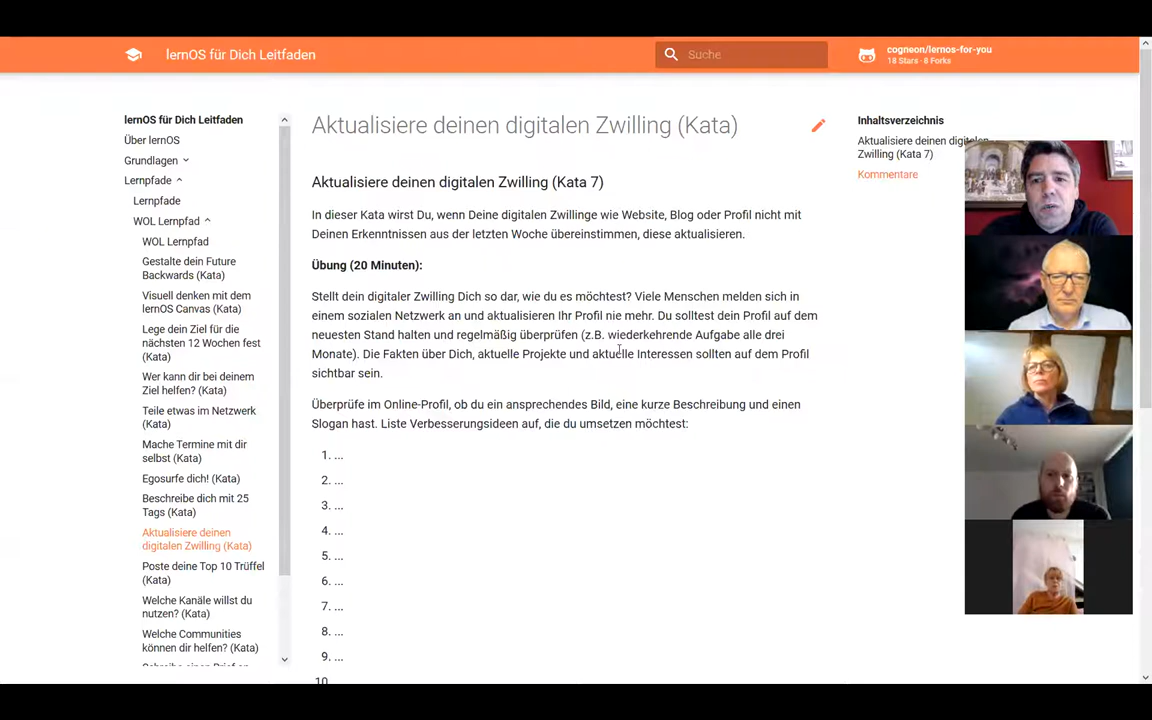 lernOS für Dich Leitfaden
Suche
cogneon/lernos-for-you
18 Stars · 8 Forks
lernOS für Dich Leitfaden
Über lernOS
Grundlagen
Lernpfade
Lernpfade
WOL Lernpfad
WOL Lernpfad
Gestalte dein Future
Backwards (Kata)
Visuell denken mit dem
lernOS Canvas (Kata)
Lege dein Ziel für die
nächsten 12 Wochen fest
(Kata)
Wer kann dir bei deinem
Ziel helfen? (Kata)
Teile etwas im Netzwerk
(Kata)
Mache Termine mit dir
selbst (Kata)
Egosurfe dich! (Kata)
Beschreibe dich mit 25
Tags (Kata)
Aktualisiere deinen
digitalen Zwilling (Kata)
Poste deine Top 10 Trüffel
(Kata)
Welche Kanäle willst du
nutzen? (Kata)
Welche Communities
können dir helfen? (Kata)
Aktualisiere deinen digitalen Zwilling (Kata)
Aktualisiere deinen digitalen Zwilling (Kata 7)
In dieser Kata wirst Du, wenn Deine digitalen Zwillinge wie Website, Blog oder Profil nicht mit
Deinen Erkenntnissen aus der letzten Woche übereinstimmen, diese aktualisieren.
Übung (20 Minuten):
Stellt dein digitaler Zwilling Dich so dar, wie du es möchtest? Viele Menschen melden sich in
einem sozialen Netzwerk an und aktualisieren Ihr Profil nie mehr. Du solltest dein Profil auf dem
neuesten Stand halten und regelmäßig überprüfen (z.B. wiederkehrende Aufgabe alle drei
Monate). Die Fakten über Dich, aktuelle Projekte und aktuelle Interessen sollten auf dem Profil
sichtbar sein.
Überprüfe im Online-Profil, ob du ein ansprechendes Bild, eine kurze Beschreibung und einen
Slogan hast. Liste Verbesserungsideen auf, die du umsetzen möchtest:
1. ...
2. ...
3. ...
4. ...
5. ...
6. ...
7. ...
8. ...
9. ...
10.
Inhaltsverzeichnis
Aktualisiere deinen digitalen
Zwilling (Kata 7)
Kommentare